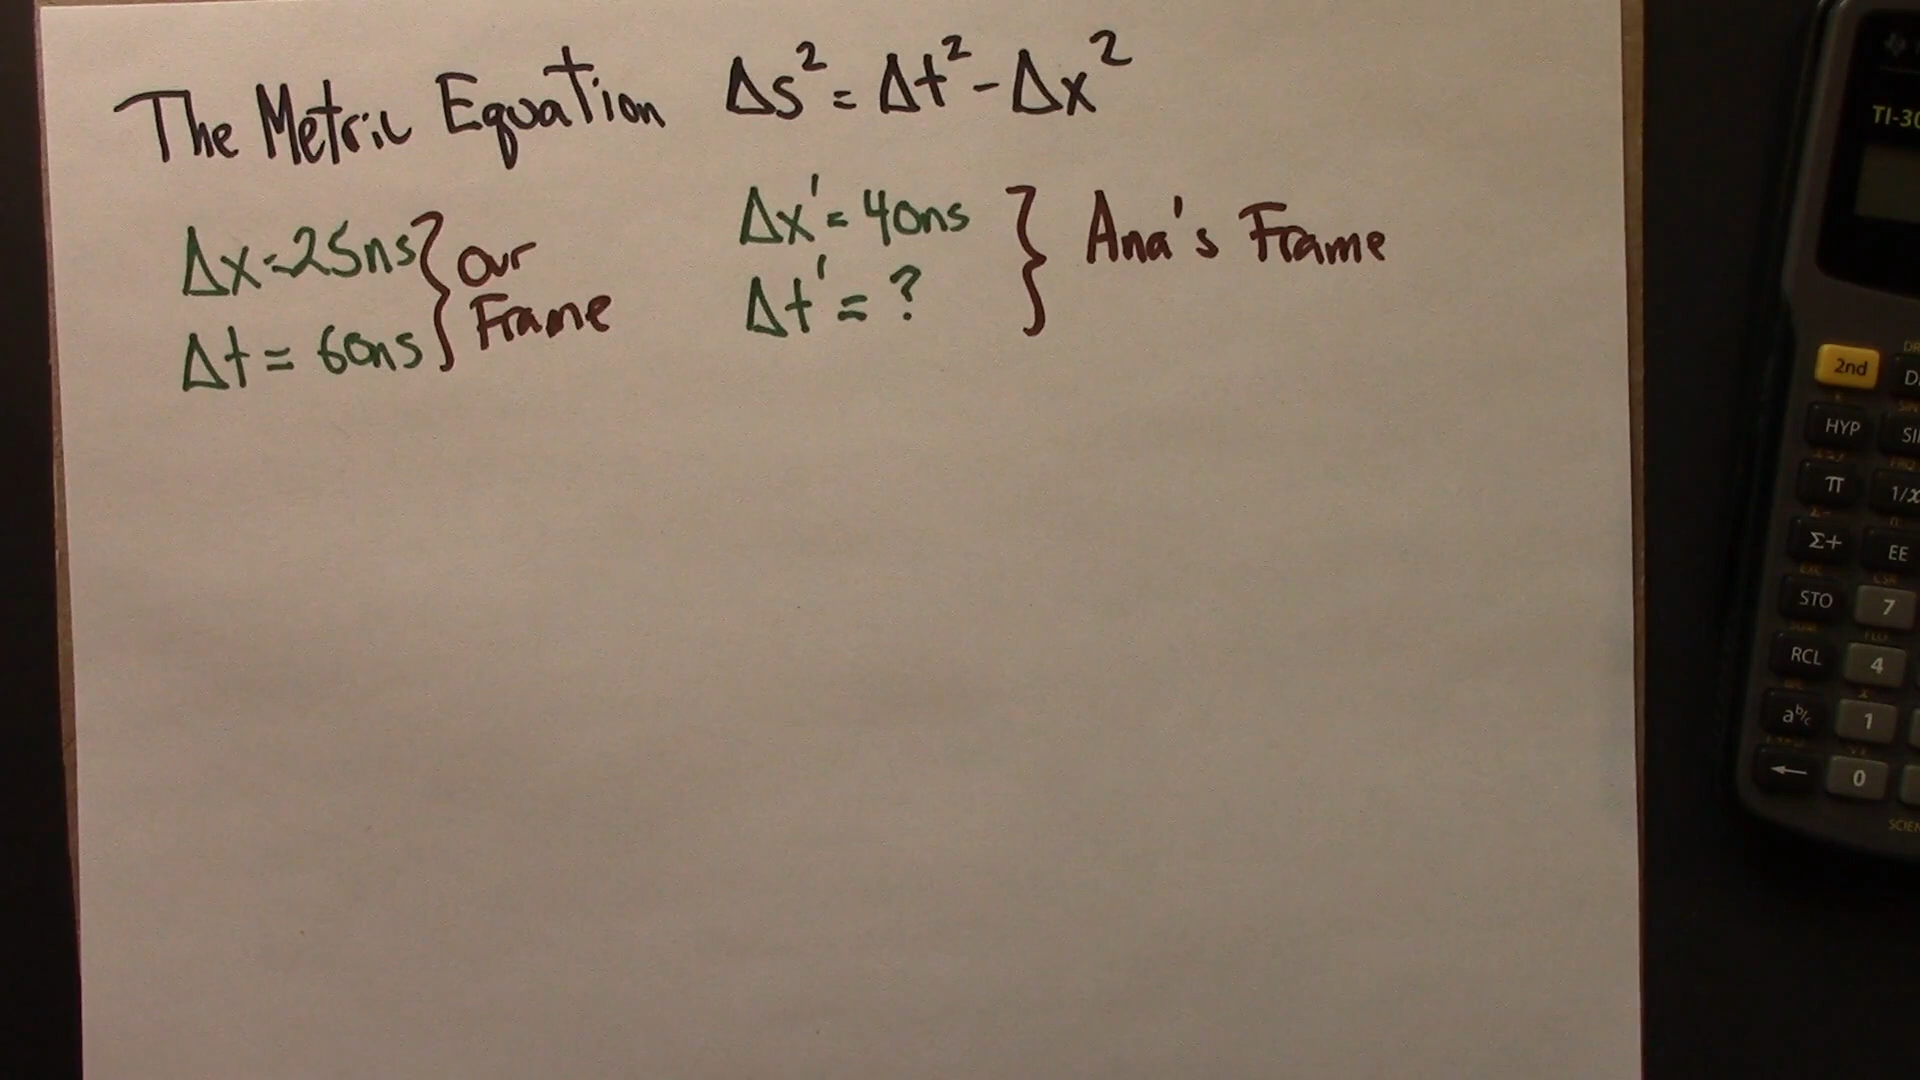 The Metric Equation Δs² = Δt² - Δx²
Δx = 25ns } our Frame
Δt = 60ns
Δx' = 40ns } Ana's Frame
Δt' = ?
TI-30
2nd
HYP
π 1/x
Σ+ EE
STO 7
RCL 4
ab/c 1
← 0